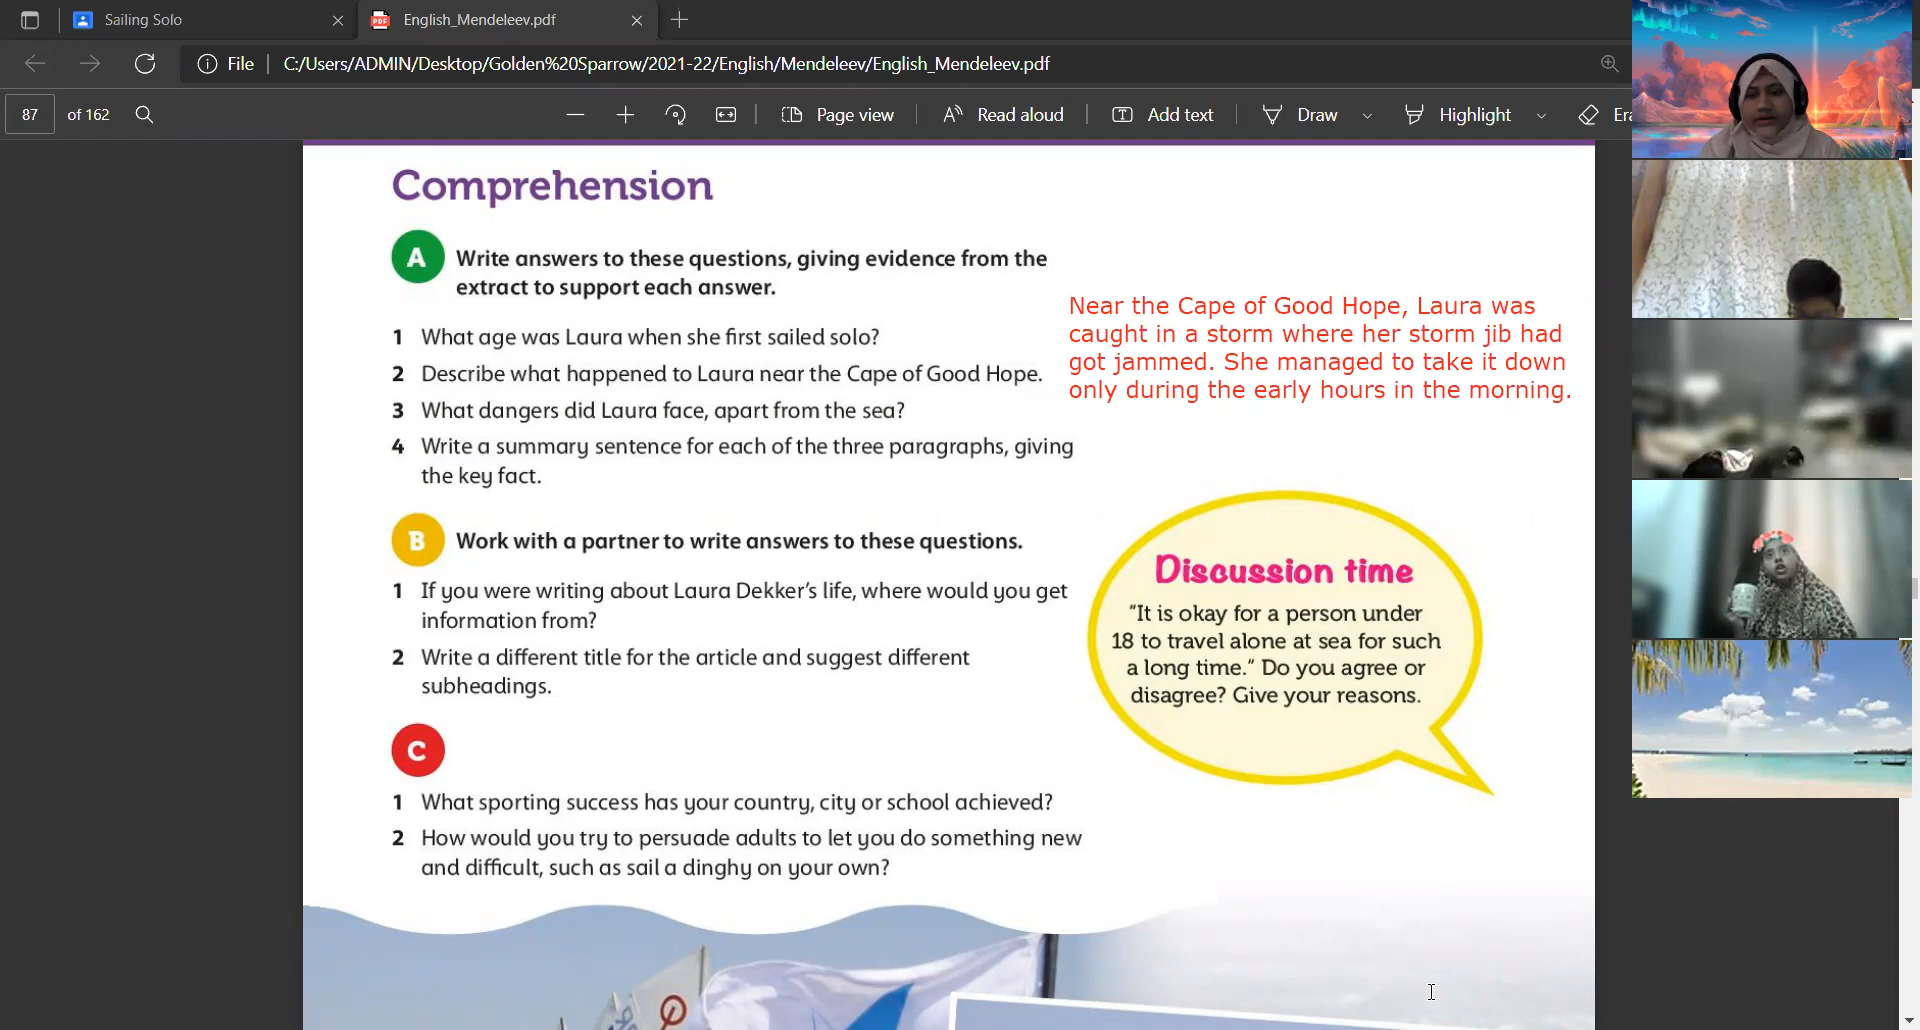 Sailing Solo
English_Mendeleev.pdf
File
C:/Users/ADMIN/Desktop/Golden%20Sparrow/2021-22/English/Mendeleev/English_Mendeleev.pdf
87 of 162
Page view
Read aloud
Add text
Draw
Highlight
Era
Comprehension
A Write answers to these questions, giving evidence from the
extract to support each answer.
1 What age was Laura when she first sailed solo?
2 Describe what happened to Laura near the Cape of Good Hope.
3 What dangers did Laura face, apart from the sea?
4 Write a summary sentence for each of the three paragraphs, giving
the key fact.
Near the Cape of Good Hope, Laura was
caught in a storm where her storm jib had
got jammed. She managed to take it down
only during the early hours in the morning.
B Work with a partner to write answers to these questions.
1 If you were writing about Laura Dekker's life, where would you get
information from?
2 Write a different title for the article and suggest different
subheadings.
Discussion time
"It is okay for a person under
18 to travel alone at sea for such
a long time." Do you agree or
disagree? Give your reasons.
C
1 What sporting success has your country, city or school achieved?
2 How would you try to persuade adults to let you do something new
and difficult, such as sail a dinghy on your own?